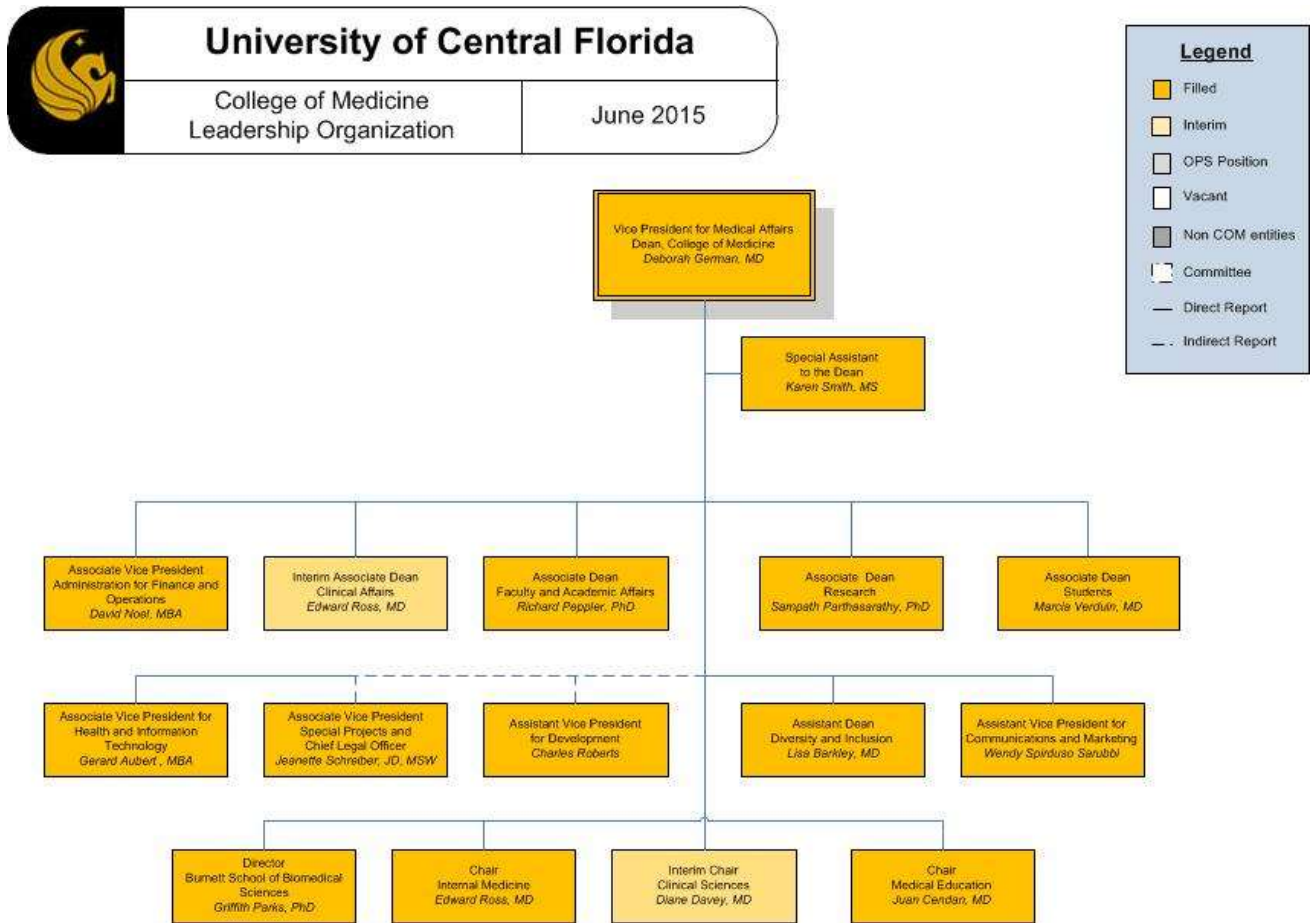 University of Central Florida
College of Medicine
Leadership Organization
June 2015
Legend
Filled
Interim
OPS Position
Vacant
Non COM entities
Committee
Direct Report
Indirect Report
Vice President for Medical Affairs
Dean, College of Medicine
Deborah German, MD
Special Assistant
to the Dean
Karen Smith, MS
Associate Vice President
Administration for Finance and
Operations
David Noel, MBA
Interim Associate Dean
Clinical Affairs
Edward Ross, MD
Associate Dean
Faculty and Academic Affairs
Richard Peppler, PhD
Associate Dean
Research
Sampath Parthasarathy, PhD
Associate Dean
Students
Marcia Verduin, MD
Associate Vice President for
Health and Information
Technology
Gerard Aubert , MBA
Associate Vice President
Special Projects and
Chief Legal Officer
Jeanette Schreiber, JD, MSW
Assistant Vice President
for Development
Charles Roberts
Assistant Dean
Diversity and Inclusion
Lisa Barkley, MD
Assistant Vice President for
Communications and Marketing
Wendy Spirduso Sarubbi
Director
Burnett School of Biomedical
Sciences
Griffith Parks, PhD
Chair
Internal Medicine
Edward Ross, MD
Interim Chair
Clinical Sciences
Diane Davey, MD
Chair
Medical Education
Juan Cendan, MD